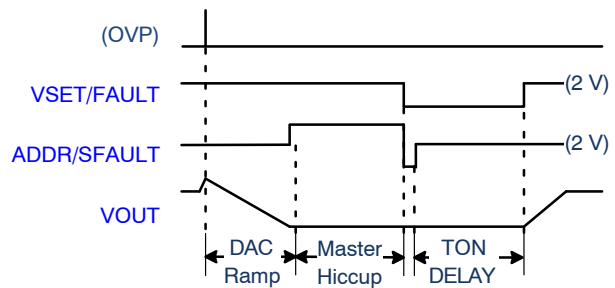 (OVP)
VSET/FAULT
(2 V)
ADDR/SFAULT
(2 V)
VOUT
DAC
Ramp
Master
Hiccup
TON
DELAY